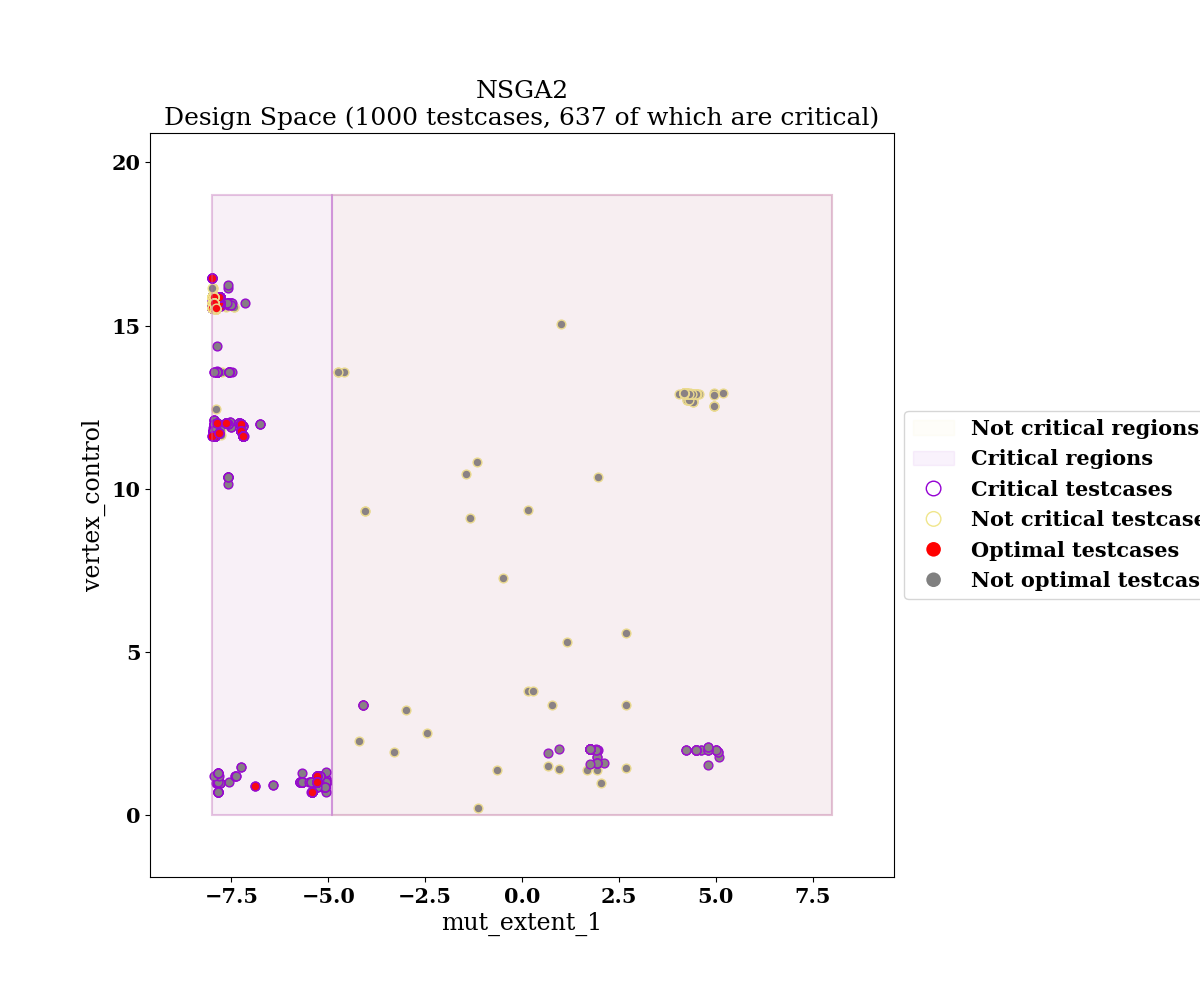 NSGA2
Design Space (1000 testcases, 637 of which are critical)
20
15
10
5
0
vertex_control
−7.5
−5.0
−2.5
0.0
2.5
5.0
7.5
mut_extent_1
Not critical regions
Critical regions
Critical testcases
Not critical testcase
Optimal testcases
Not optimal testcas